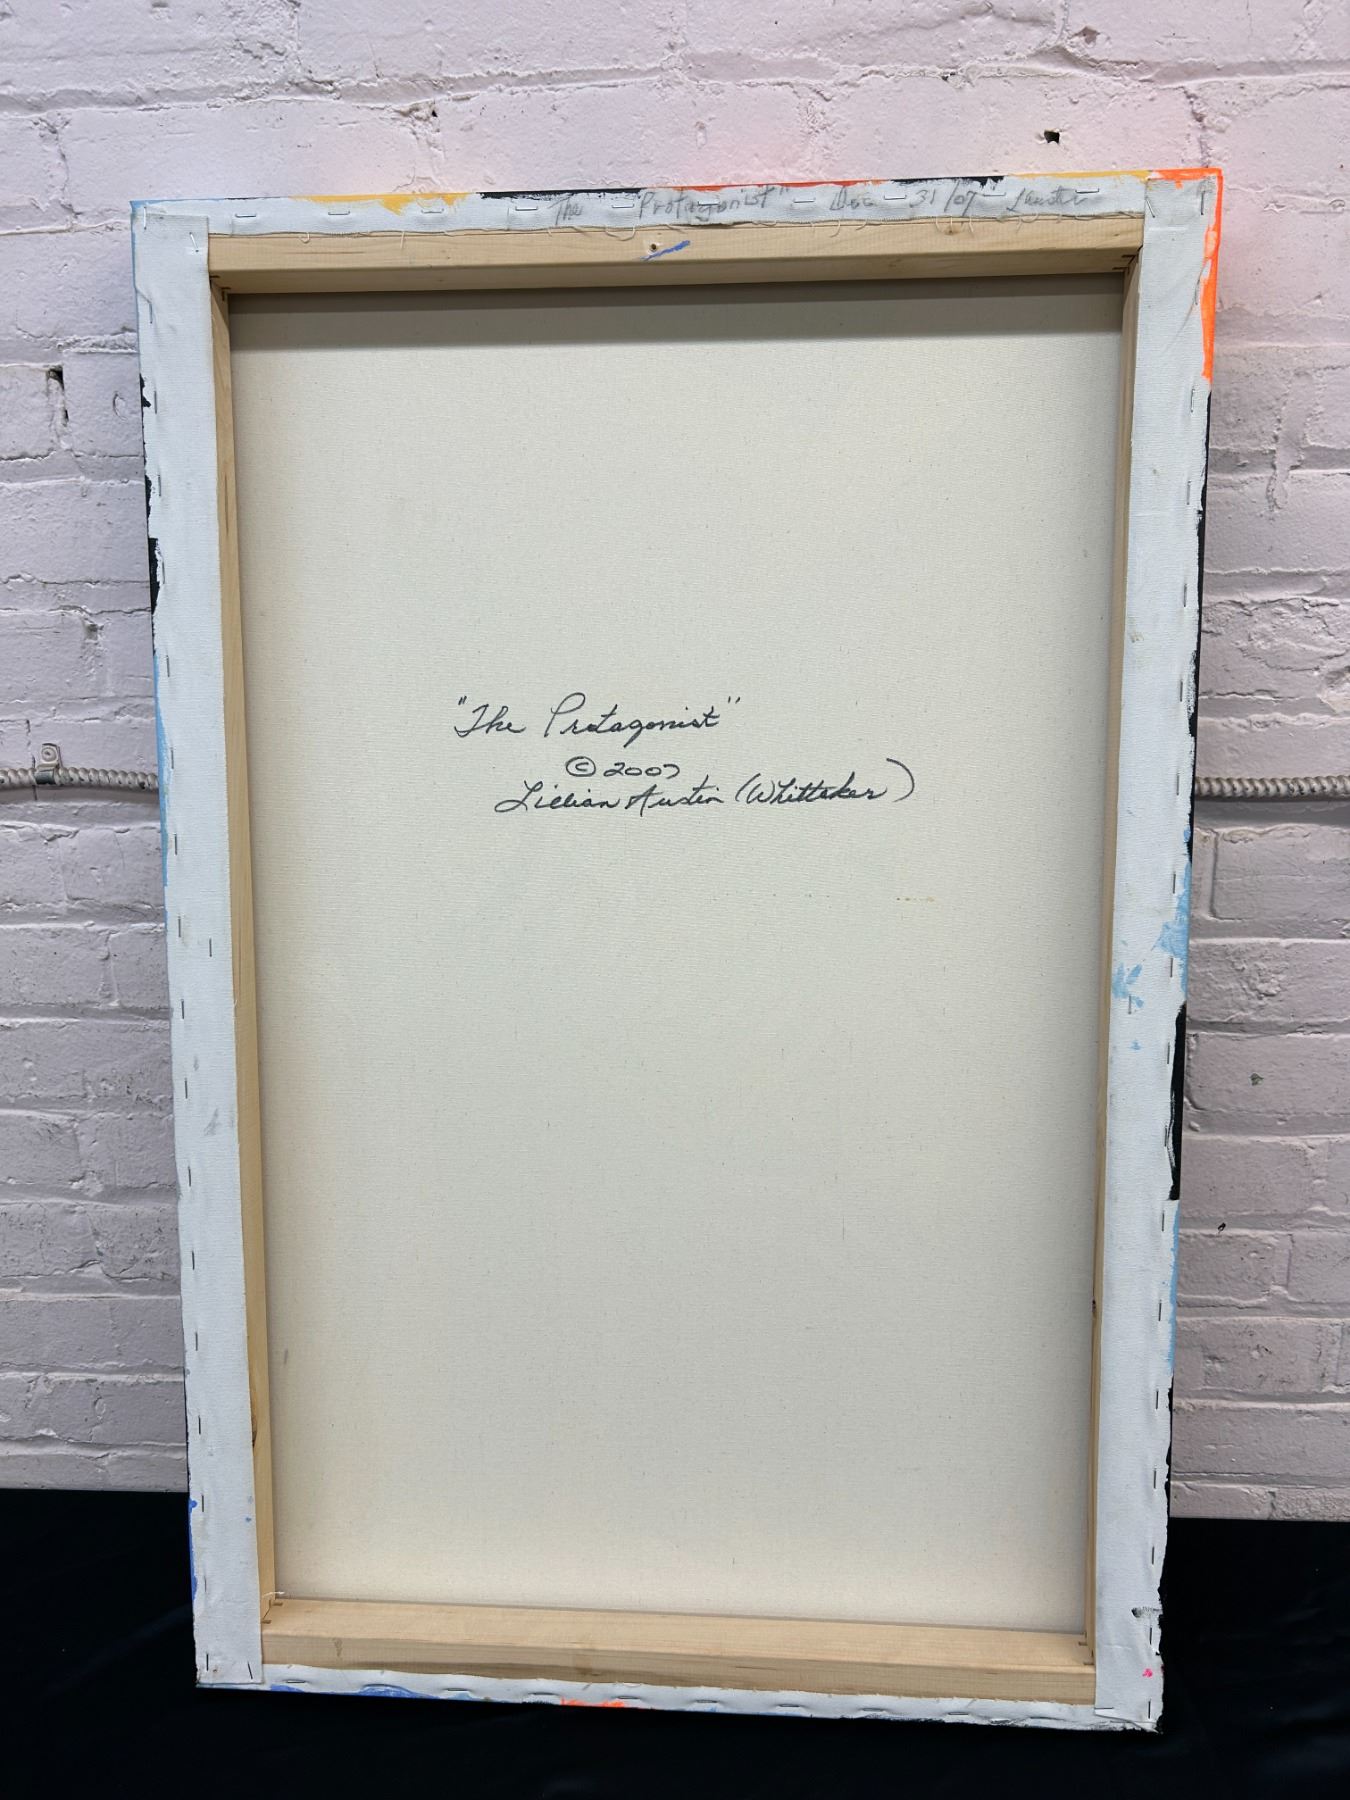 The "Protagonist" - Dec 31/07 - Austin
"The Protagonist"
© 2007
Lillian Austin (Whittaker)